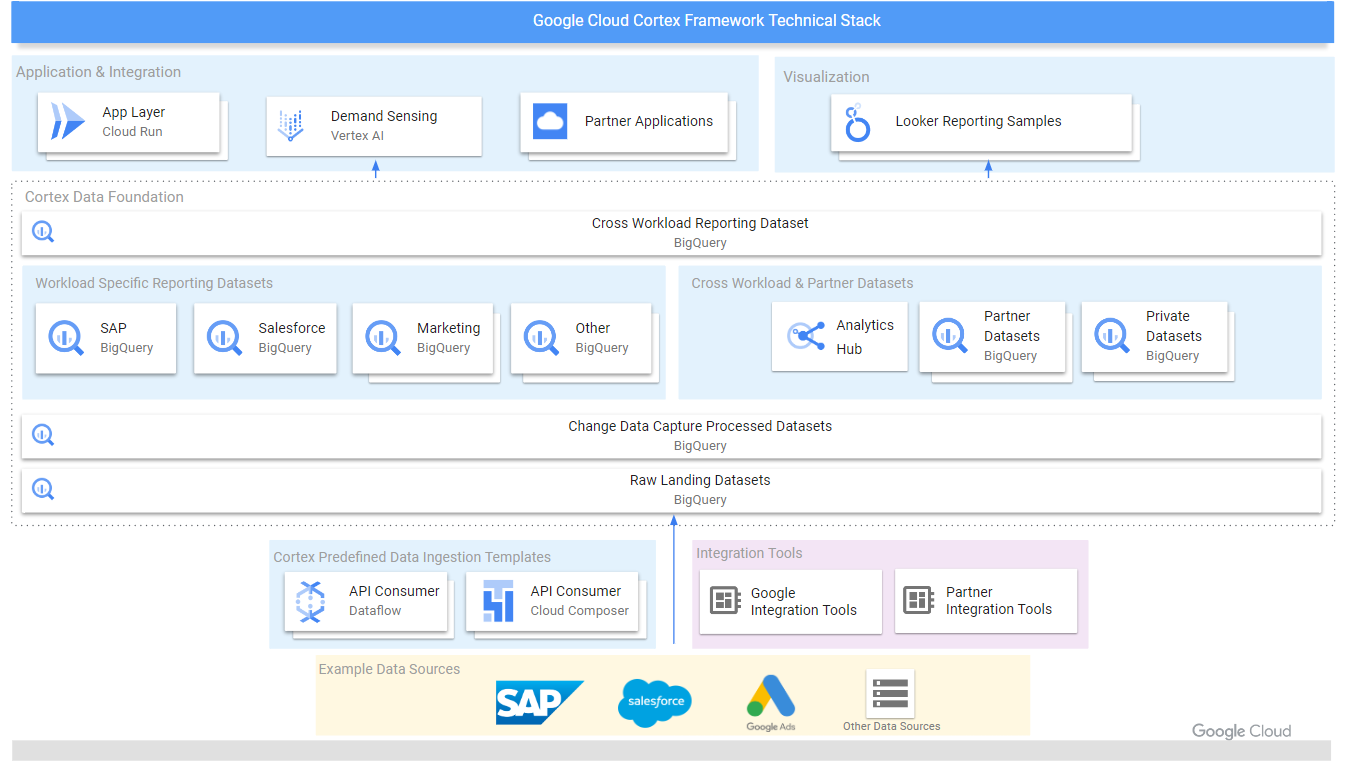 Google Cloud Cortex Framework Technical Stack
Application & Integration
App Layer
Cloud Run
Demand Sensing
Vertex AI
Partner Applications
Visualization
Looker Reporting Samples
Cortex Data Foundation
Cross Workload Reporting Dataset
BigQuery
Workload Specific Reporting Datasets
SAP
BigQuery
Salesforce
BigQuery
Marketing
BigQuery
Other
BigQuery
Cross Workload & Partner Datasets
Analytics
Hub
Partner
Datasets
BigQuery
Private
Datasets
BigQuery
Change Data Capture Processed Datasets
BigQuery
Raw Landing Datasets
BigQuery
Cortex Predefined Data Ingestion Templates
API Consumer
Dataflow
API Consumer
Cloud Composer
Integration Tools
Google
Integration Tools
Partner
Integration Tools
Example Data Sources
SAP
salesforce
Google Ads
Other Data Sources
Google Cloud